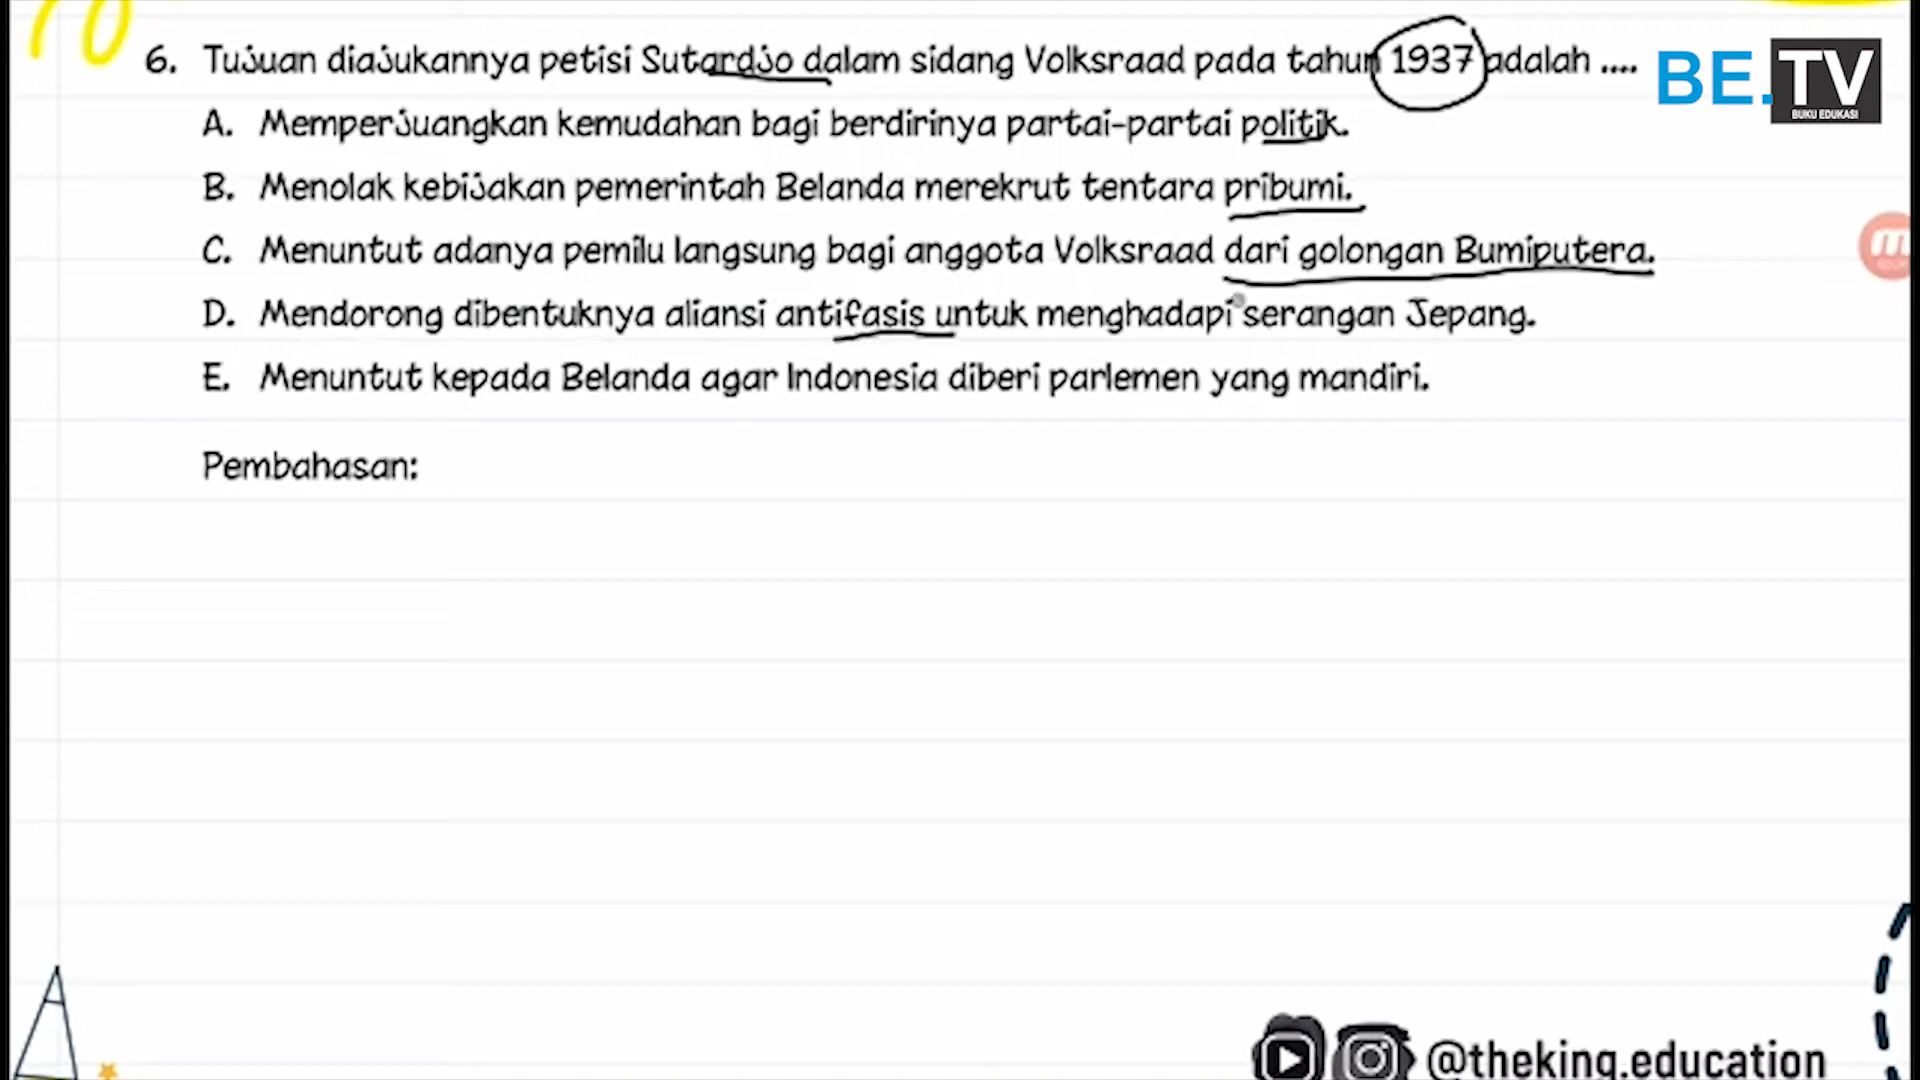 BE.TV
BUKU EDUKASI
6. Tujuan diajukannya petisi Sutardjo dalam sidang Volksraad pada tahun 1937 adalah ....
A. Memperjuangkan kemudahan bagi berdirinya partai-partai politik.
B. Menolak kebijakan pemerintah Belanda merekrut tentara pribumi.
C. Menuntut adanya pemilu langsung bagi anggota Volksraad dari golongan Bumiputera.
D. Mendorong dibentuknya aliansi antifasis untuk menghadapi serangan Jepang.
E. Menuntut kepada Belanda agar Indonesia diberi parlemen yang mandiri.
Pembahasan:
@theking.education